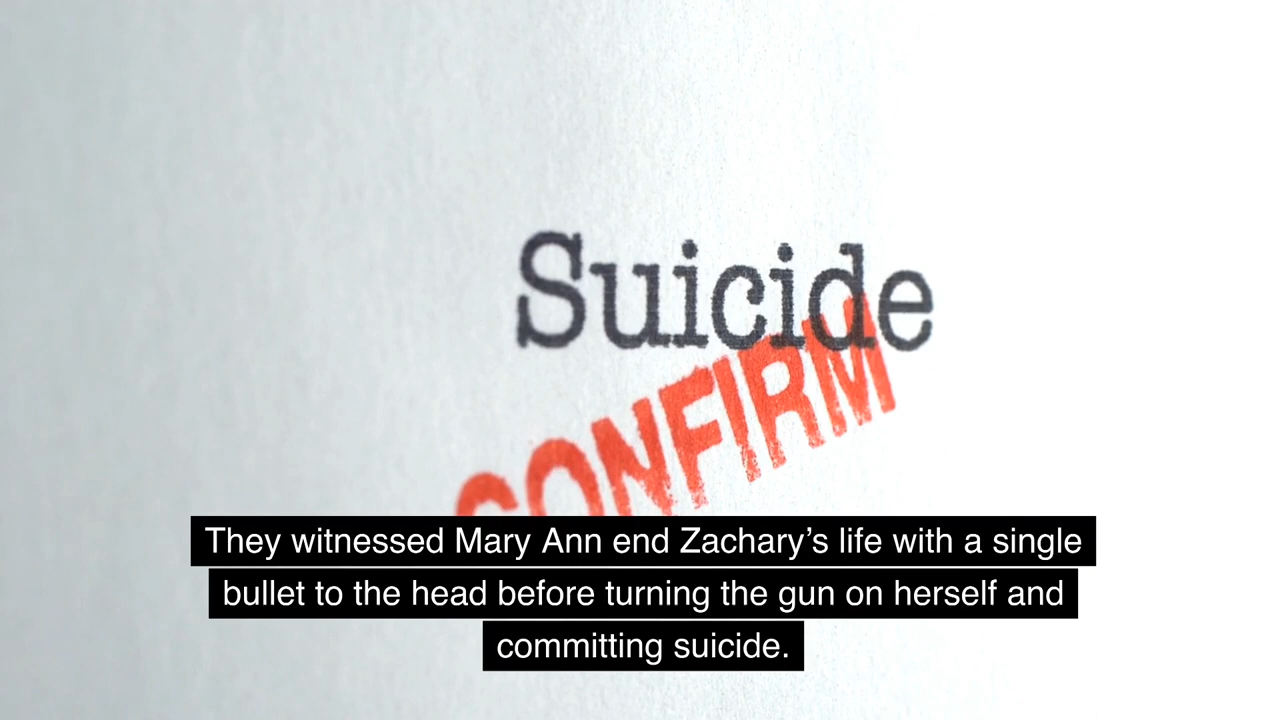 Suicide
CONFIRM
They witnessed Mary Ann end Zachary’s life with a single
bullet to the head before turning the gun on herself and
committing suicide.